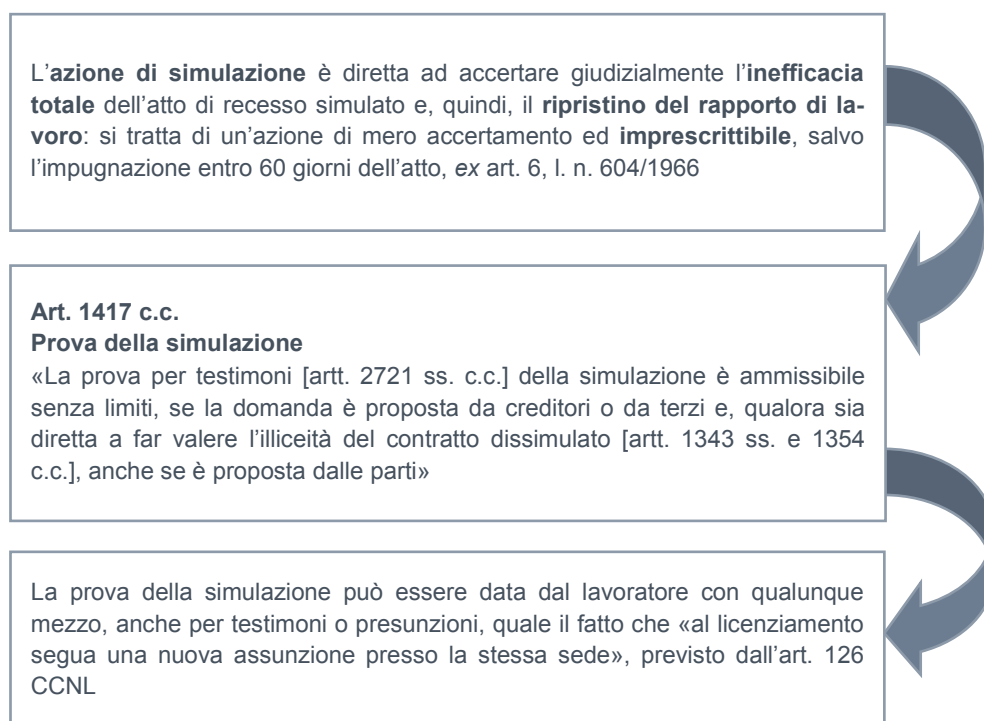 L’azione di simulazione è diretta ad accertare giudizialmente l’inefficacia
totale dell’atto di recesso simulato e, quindi, il ripristino del rapporto di la-
voro: si tratta di un’azione di mero accertamento ed imprescrittibile, salvo
l’impugnazione entro 60 giorni dell’atto, ex art. 6, l. n. 604/1966
Art. 1417 c.c.
Prova della simulazione
«La prova per testimoni [artt. 2721 ss. c.c.] della simulazione è ammissibile
senza limiti, se la domanda è proposta da creditori o da terzi e, qualora sia
diretta a far valere l’illiceità del contratto dissimulato [artt. 1343 ss. e 1354
c.c.], anche se è proposta dalle parti»
La prova della simulazione può essere data dal lavoratore con qualunque
mezzo, anche per testimoni o presunzioni, quale il fatto che «al licenziamento
segua una nuova assunzione presso la stessa sede», previsto dall’art. 126
CCNL